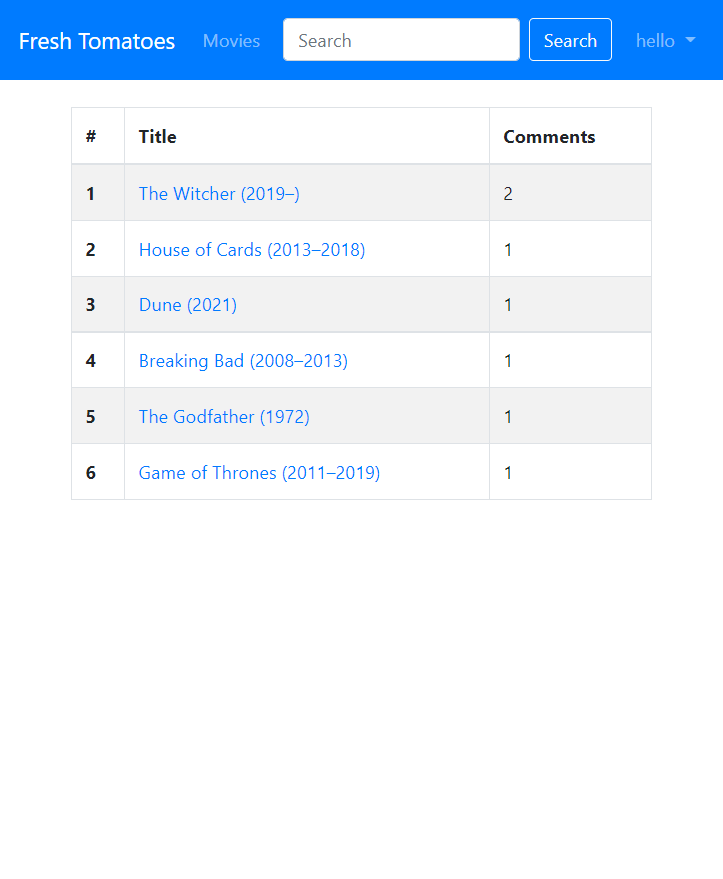 Fresh Tomatoes Movies Search Search hello
# Title Comments
1 The Witcher (2019–) 2
2 House of Cards (2013–2018) 1
3 Dune (2021) 1
4 Breaking Bad (2008–2013) 1
5 The Godfather (1972) 1
6 Game of Thrones (2011–2019) 1